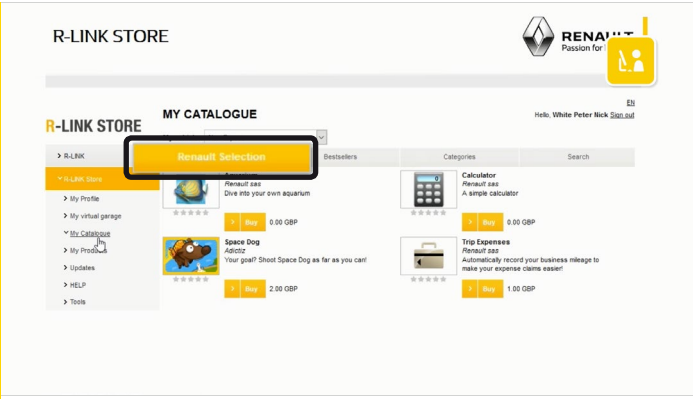 R-LINK STORE
RENAULT
Passion for
EN
Hello, White Peter Nick Sign out
R-LINK STORE
MY CATALOGUE
> R-LINK
Renault Selection
Bestsellers
Categories
Search
R-LINK Store
> My Profile
> My virtual garage
My Catalogue
> My Products
> Updates
> HELP
> Tools
Renault sas
Dive into your own aquarium
> Buy 0.00 GBP
Calculator
Renault sas
A simple calculator
> Buy 0.00 GBP
Space Dog
Adictiz
Your goal? Shoot Space Dog as far as you can!
> Buy 2.00 GBP
Trip Expenses
Renault sas
Automatically record your business mileage to
make your expense claims easier!
> Buy 1.00 GBP